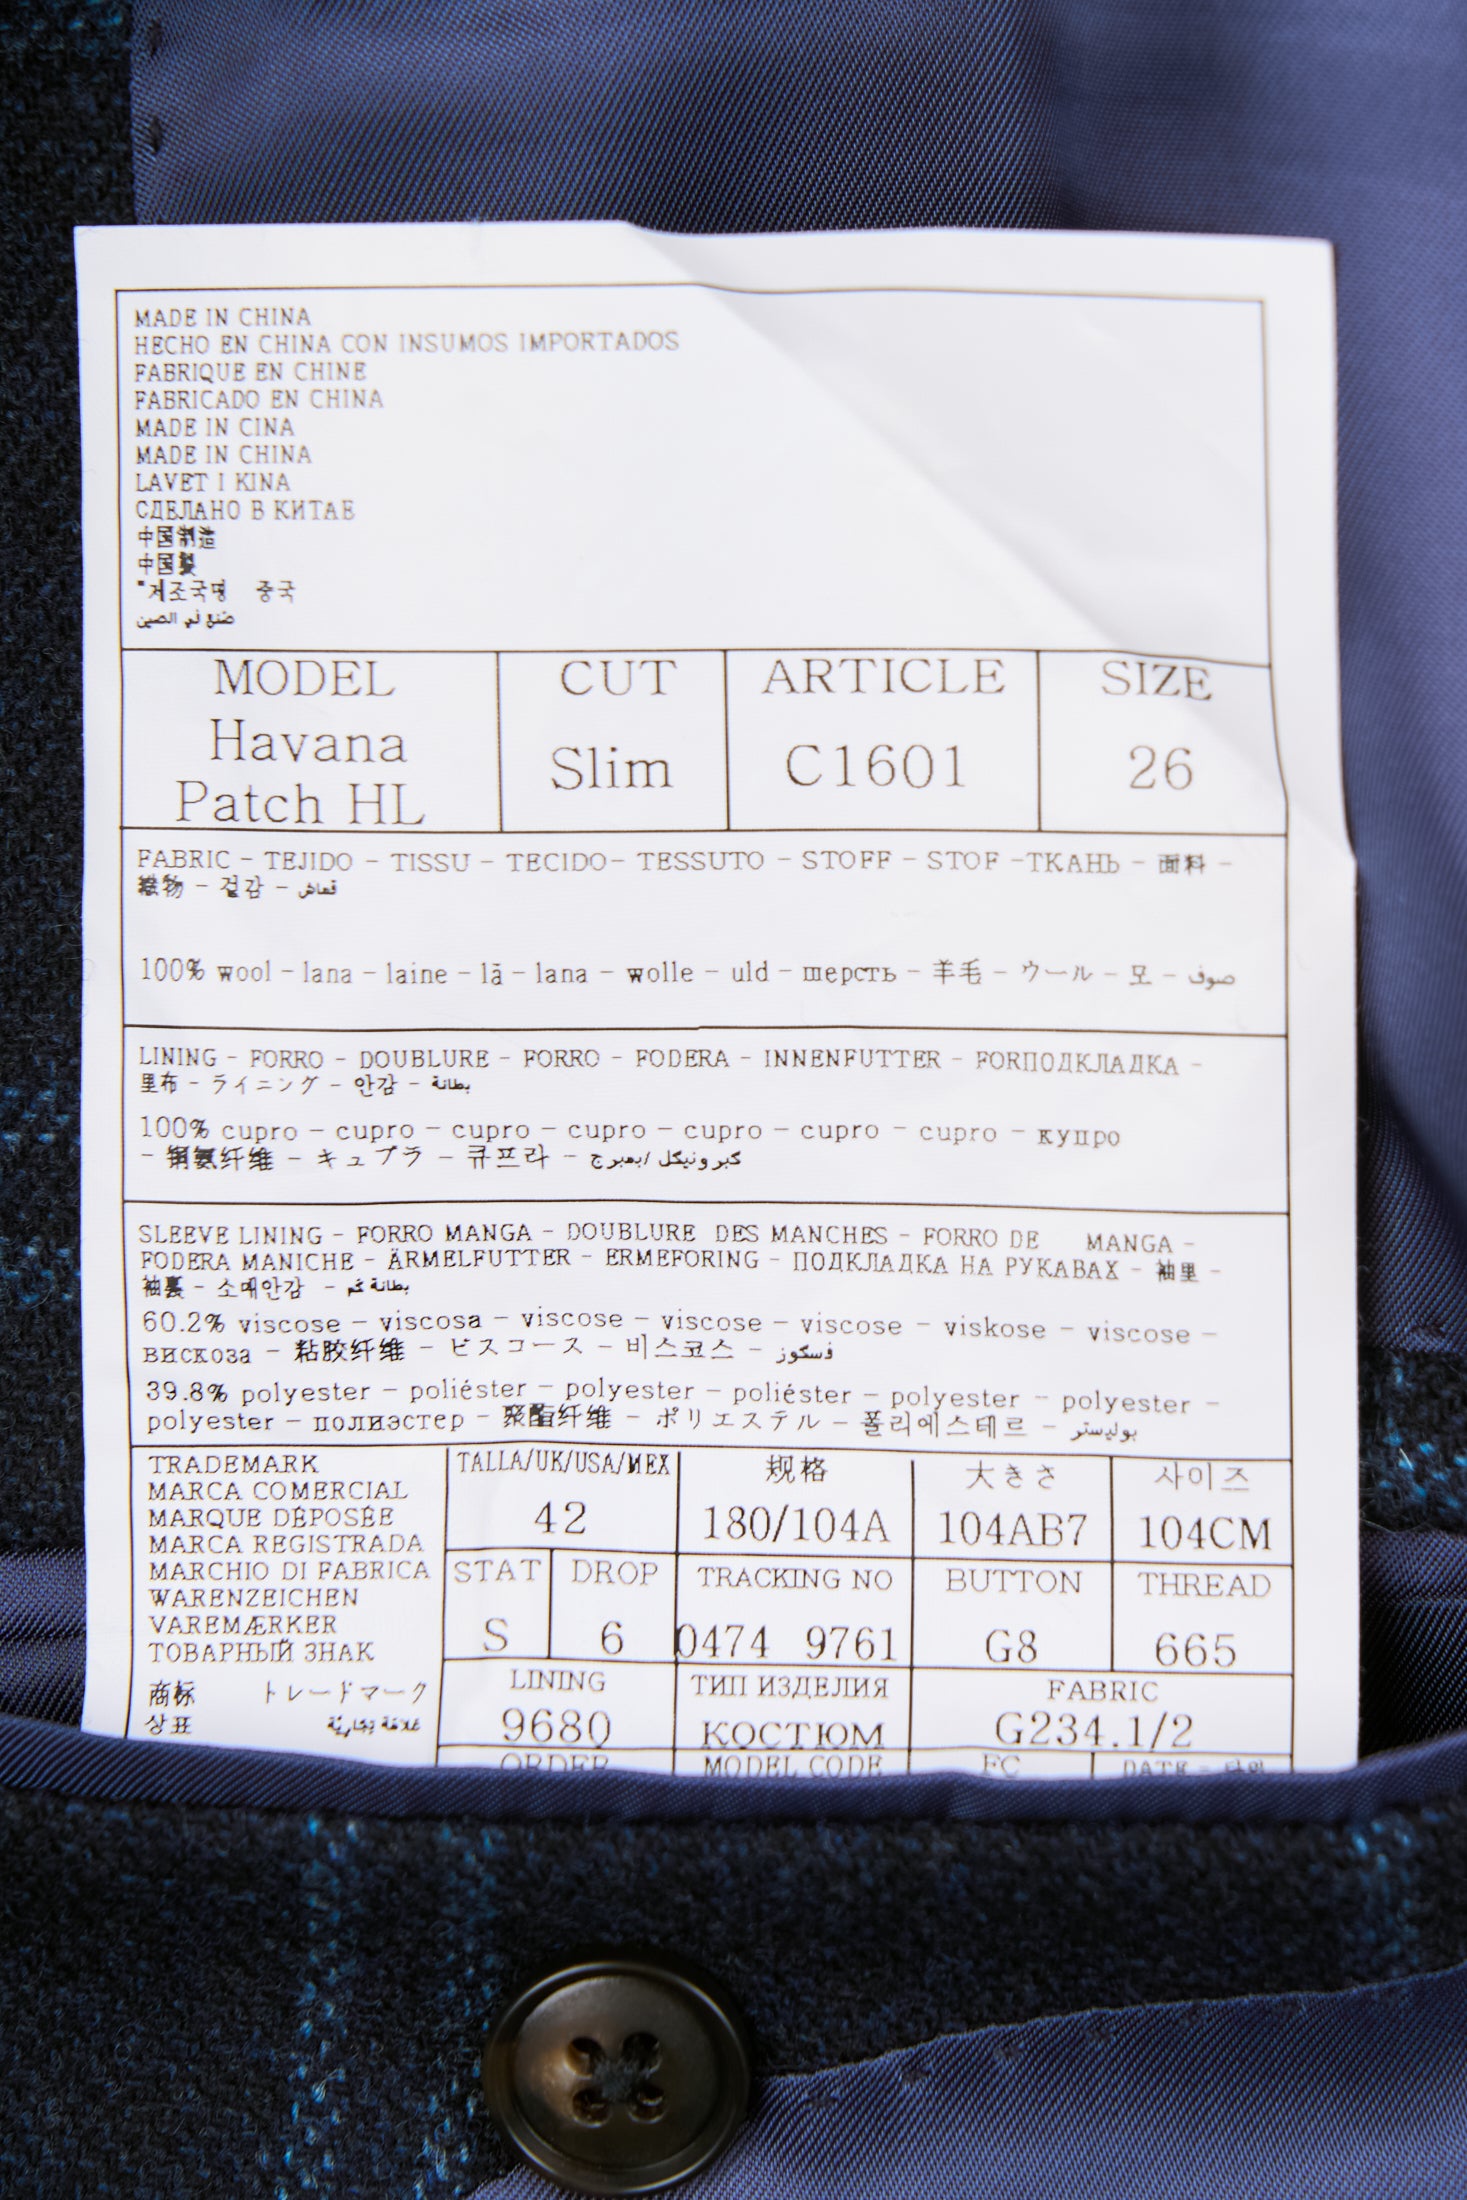 MADE IN CHINA
HECHO EN CHINA CON INSUMOS IMPORTADOS
FABRIQUE EN CHINE
FABRICADO EN CHINA
MADE IN CINA
MADE IN CHINA
LAVET I KINA
СДЕЛАНО В КИТАЕ
中国制造
中国製
"제조국명 중국
صنع في الصين
MODEL CUT ARTICLE SIZE
Havana Patch HL Slim C1601 26
FABRIC - TEJIDO - TISSU - TECIDO- TESSUTO - STOFF - STOF -ТКАНЬ - 面料 -
織物 - 겉감 - قماش
100% wool - lana - laine - lã - lana - wolle - uld - шерсть - 羊毛 - ウール - 모 - صوف
LINING - FORRO - DOUBLURE - FORRO - FODERA - INNENFUTTER - FORПОДКЛАДКА -
里布 - ライニング - 안감 - بطانة
100% cupro - cupro - cupro - cupro - cupro - cupro - cupro - купро
- 铜氨纤维 - キュプラ - 큐프라 - كبرونيكل /بمبرج
SLEEVE LINING - FORRO MANGA - DOUBLURE DES MANCHES - FORRO DE MANGA -
FODERA MANICHE - ÄRMELFUTTER - ERMEFORING - ПОДКЛАДКА НА РУКАВАХ - 袖里 -
袖裏 - 소매안감 - بطانة كم
60.2% viscose - viscosa - viscose - viscose - viscose - viskose - viscose -
вискоза - 粘胶纤维 - ビスコース - 비스코스 - فسكوز
39.8% polyester - poliéster - polyester - poliéster - polyester - polyester -
polyester - полиэстер - 聚酯纤维 - ポリエステル - 폴리에스테르 - بوليستر
TRADEMARK
MARCA COMERCIAL
MARQUE DÉPOSÉE
MARCA REGISTRADA
MARCHIO DI FABRICA
WARENZEICHEN
VAREMÆRKER
ТОВАРНЫЙ ЗНАК
商标 トレードマーク
상표 علامة تجارية
TALLA/UK/USA/MEX 规格 大きさ 사이즈
42 180/104A 104AB7 104CM
STAT DROP TRACKING NO BUTTON THREAD
S 6 0474 9761 G8 665
LINING ТИП ИЗДЕЛИЯ FABRIC
9680 КОСТЮМ G234.1/2
ORDER MODEL CODE FC DATE -